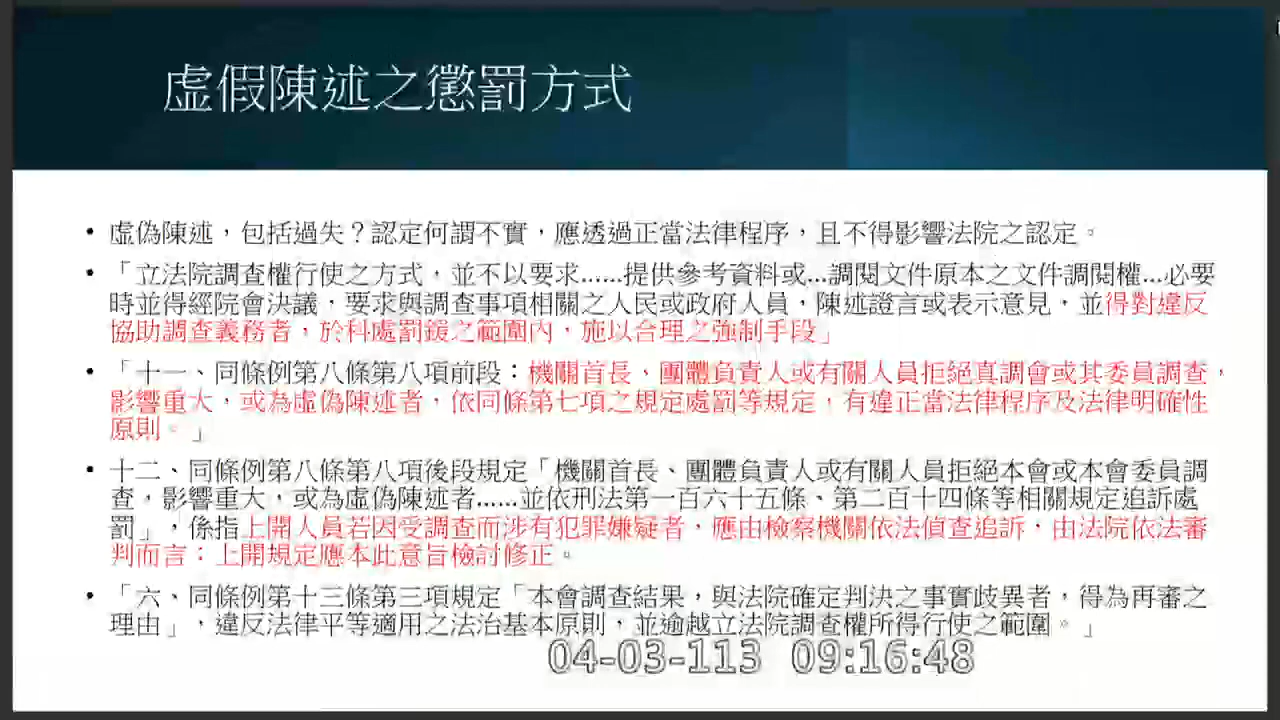 虛假陳述之懲罰方式
• 虛偽陳述，包括過失？認定何謂不實，應透過正當法律程序，且不得影響法院之認定。
• 「立法院調查權行使之方式，並不以要求......提供參考資料或...調閱文件原本之文件調閱權...必要
時並得經院會決議，要求與調查事項相關之人民或政府人員，陳述證言或表示意見，並得對違反
協助調查義務者，於科處罰鍰之範圍內，施以合理之強制手段」
• 「十一、同條例第八條第八項前段：機關首長、團體負責人或有關人員拒絕真調會或其委員調查，
影響重大，或為虛偽陳述者，依同條第七項之規定處罰等規定，有違正當法律程序及法律明確性
原則。」
• 十二、同條例第八條第八項後段規定「機關首長、團體負責人或有關人員拒絕本會或本會委員調
查，影響重大，或為虛偽陳述者......並依刑法第一百六十五條、第二百十四條等相關規定追訴處
罰」，係指上開人員若因受調查而涉有犯罪嫌疑者，應由檢察機關依法偵查追訴，由法院依法審
判而言；上開規定應本此意旨檢討修正。
• 「六、同條例第十三條第三項規定「本會調查結果，與法院確定判決之事實歧異者，得為再審之
理由」，違反法律平等適用之法治基本原則，並逾越立法院調查權所得行使之範圍。」
04-03-113 09:16:48